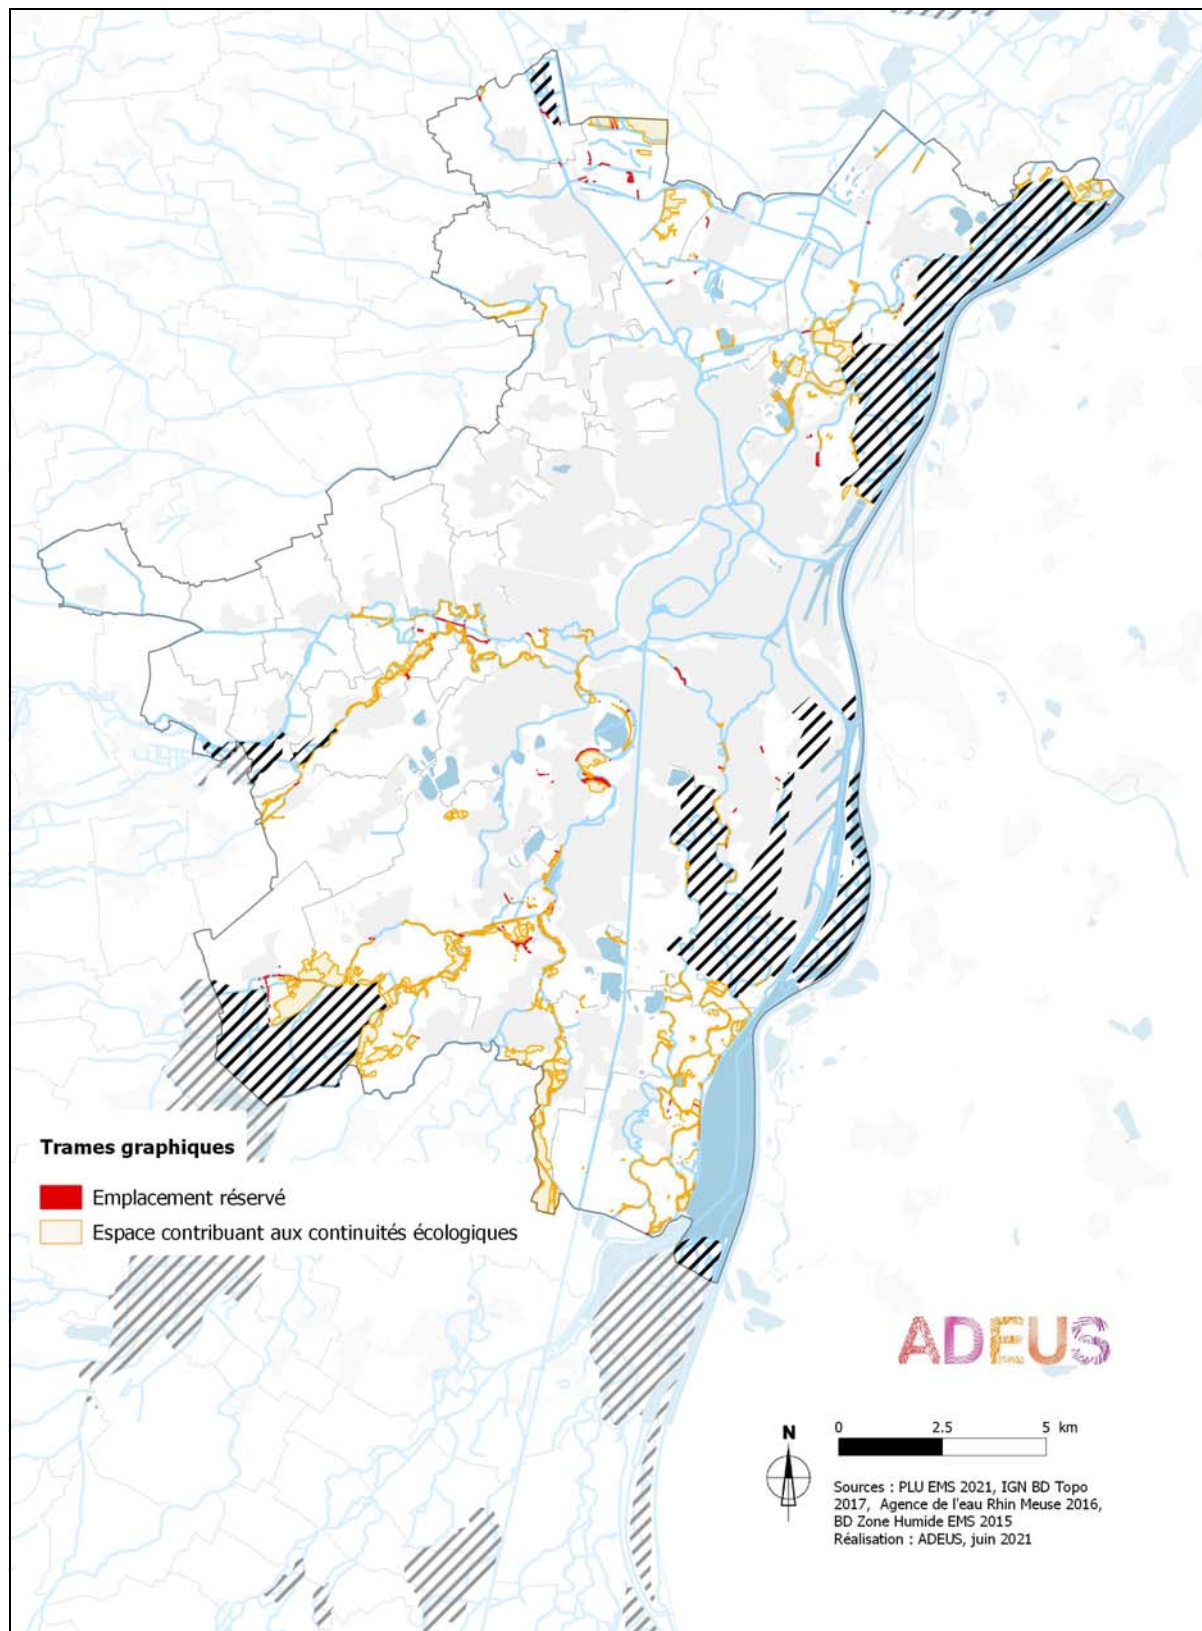 Trames graphiques
Emplacement réservé
Espace contribuant aux continuités écologiques
ADEUS
N
0 2.5 5 km
Sources : PLU EMS 2021, IGN BD Topo
2017, Agence de l'eau Rhin Meuse 2016,
BD Zone Humide EMS 2015
Réalisation : ADEUS, juin 2021